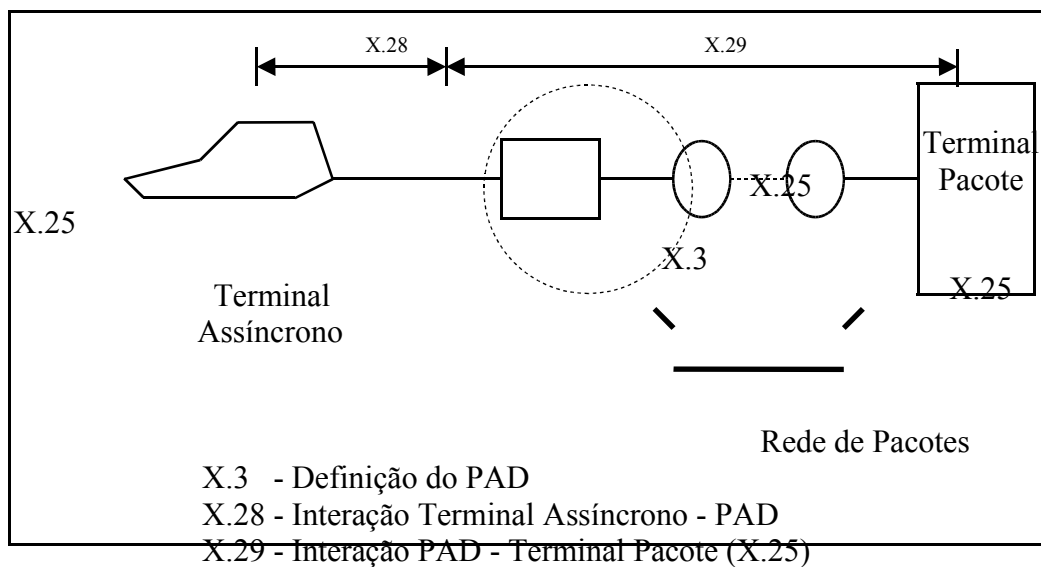 X.28
X.29
Terminal
Pacote
X.25
X.25
X.3
X.25
Terminal
Assíncrono
Rede de Pacotes
X.3 - Definição do PAD
X.28 - Interação Terminal Assíncrono - PAD
X.29 - Interação PAD - Terminal Pacote (X.25)